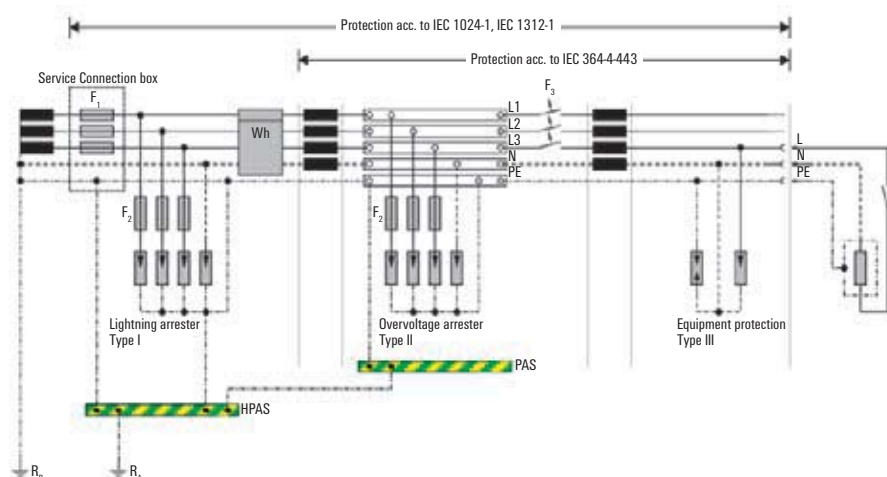 Protection acc. to IEC 1024-1, IEC 1312-1
Protection acc. to IEC 364-4-443
Service Connection box
F1
F3
L1
L2
L3
N
PE
Wh
L
N
PE
F2
F2
Lightning arrester
Type I
Overvoltage arrester
Type II
Equipment protection
Type III
PAS
HPAS